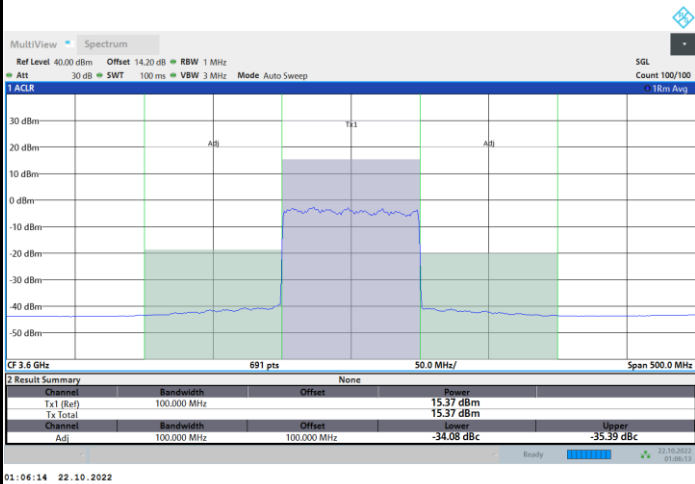 MultiView Spectrum
Ref Level 40.00 dBm Offset 14.20 dB RBW 1 MHz SGL
Att 30 dB SWT 100 ms VBW 3 MHz Mode Auto Sweep Count 100/100
1 ACLR 1Rm Avg
30 dBm
Tx1
20 dBm
Adj Adj
10 dBm
0 dBm
-10 dBm
-20 dBm
-30 dBm
-40 dBm
-50 dBm
CF 3.6 GHz 691 pts 50.0 MHz/ Span 500.0 MHz
2 Result Summary None
Channel Bandwidth Offset Power
Tx1 (Ref) 100.000 MHz 15.37 dBm
Tx Total 15.37 dBm
Channel Bandwidth Offset Lower Upper
Adj 100.000 MHz 100.000 MHz -34.08 dBc -35.39 dBc
Ready 22.10.2022
01:06:13
01:06:14 22.10.2022